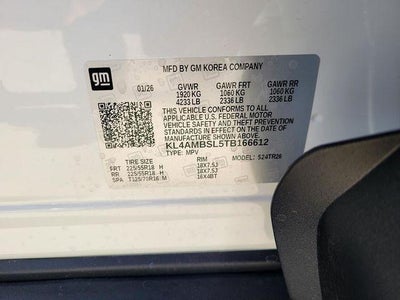 gm
MFD BY GM KOREA COMPANY
01/26
GVWR GAWR FRT GAWR RR
1920 KG 1060 KG 1060 KG
4233 LB 2336 LB 2336 LB
THIS VEHICLE CONFORMS TO ALL
APPLICABLE U.S. FEDERAL MOTOR
VEHICLE SAFETY AND THEFT
PREVENTION STANDARDS IN
EFFECT ON THE DATE OF
MANUFACTURE SHOWN ABOVE.
KL4AMBSL5TB166612
TYPE: MPV 524TR26
TIRE SIZE RIM
FRT 225/55R18 H 18X7.5J
RR 225/55R18 H 18X7.5J
SPA T125/70R16 M 16X4BT